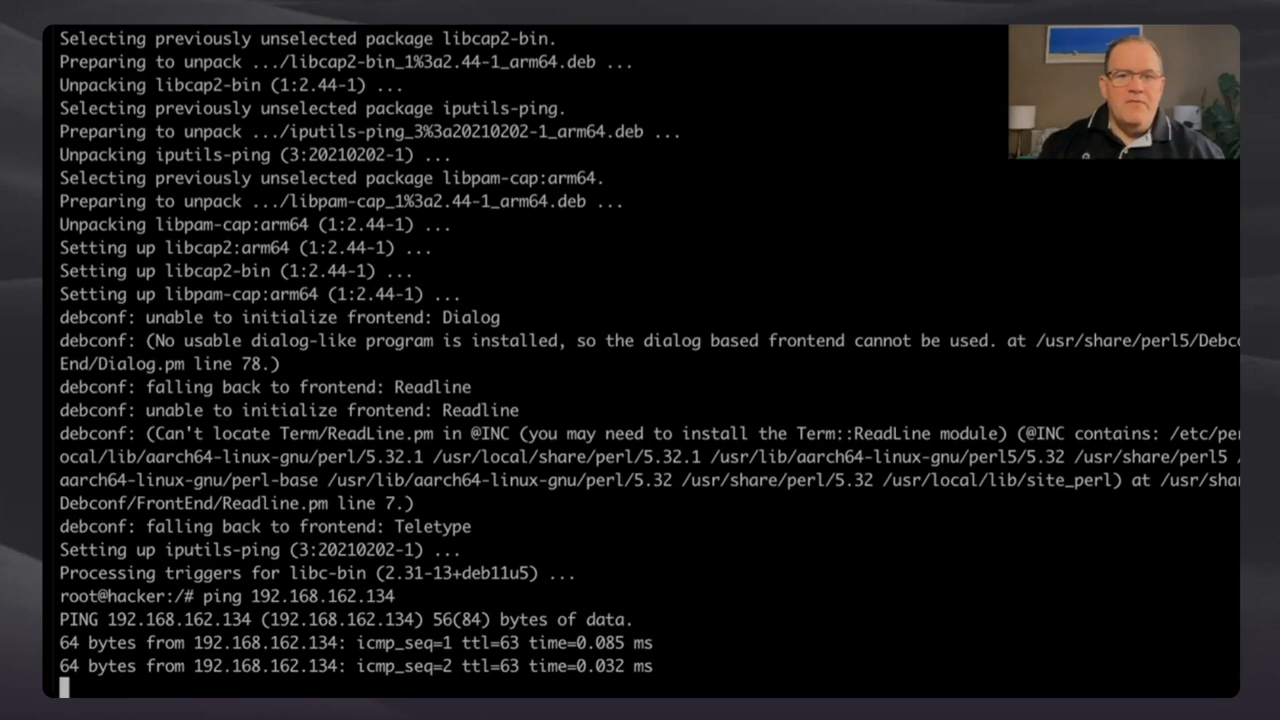 Selecting previously unselected package libcap2-bin.
Preparing to unpack .../libcap2-bin_1%3a2.44-1_arm64.deb ...
Unpacking libcap2-bin (1:2.44-1) ...
Selecting previously unselected package iputils-ping.
Preparing to unpack .../iputils-ping_3%3a20210202-1_arm64.deb ...
Unpacking iputils-ping (3:20210202-1) ...
Selecting previously unselected package libpam-cap:arm64.
Preparing to unpack .../libpam-cap_1%3a2.44-1_arm64.deb ...
Unpacking libpam-cap:arm64 (1:2.44-1) ...
Setting up libcap2:arm64 (1:2.44-1) ...
Setting up libcap2-bin (1:2.44-1) ...
Setting up libpam-cap:arm64 (1:2.44-1) ...
debconf: unable to initialize frontend: Dialog
debconf: (No usable dialog-like program is installed, so the dialog based frontend cannot be used. at /usr/share/perl5/Debco
End/Dialog.pm line 78.)
debconf: falling back to frontend: Readline
debconf: unable to initialize frontend: Readline
debconf: (Can't locate Term/ReadLine.pm in @INC (you may need to install the Term::ReadLine module) (@INC contains: /etc/per
ocal/lib/aarch64-linux-gnu/perl/5.32.1 /usr/local/share/perl/5.32.1 /usr/lib/aarch64-linux-gnu/perl5/5.32 /usr/share/perl5 /
aarch64-linux-gnu/perl-base /usr/lib/aarch64-linux-gnu/perl/5.32 /usr/share/perl/5.32 /usr/local/lib/site_perl) at /usr/shar
Debconf/FrontEnd/Readline.pm line 7.)
debconf: falling back to frontend: Teletype
Setting up iputils-ping (3:20210202-1) ...
Processing triggers for libc-bin (2.31-13+deb11u5) ...
root@hacker:/# ping 192.168.162.134
PING 192.168.162.134 (192.168.162.134) 56(84) bytes of data.
64 bytes from 192.168.162.134: icmp_seq=1 ttl=63 time=0.085 ms
64 bytes from 192.168.162.134: icmp_seq=2 ttl=63 time=0.032 ms